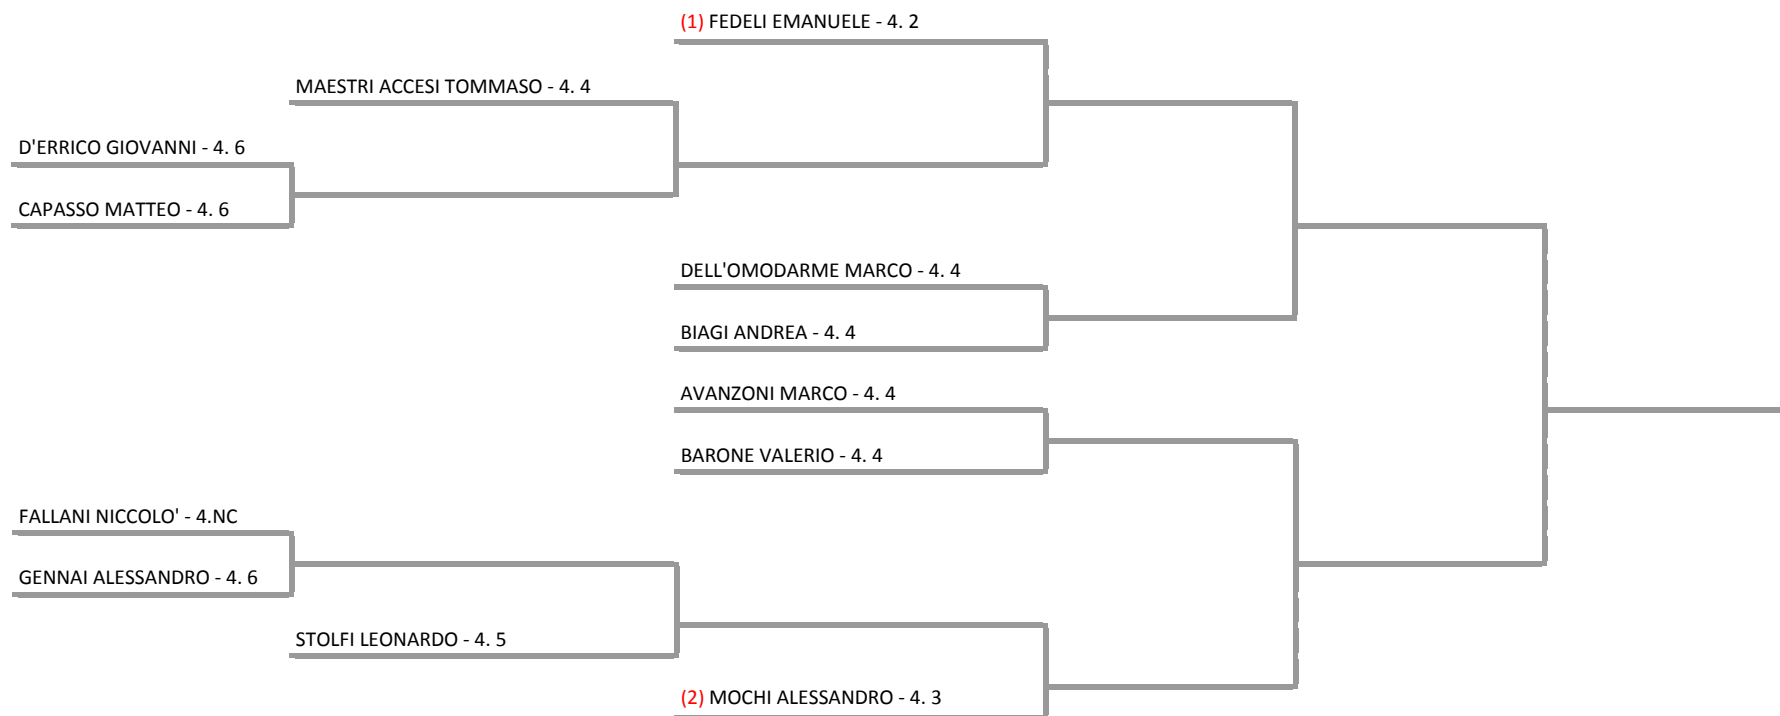 (1) FEDELI EMANUELE - 4. 2
MAESTRI ACCESI TOMMASO - 4. 4
D'ERRICO GIOVANNI - 4. 6
CAPASSO MATTEO - 4. 6
DELL'OMODARME MARCO - 4. 4
BIAGI ANDREA - 4. 4
AVANZONI MARCO - 4. 4
BARONE VALERIO - 4. 4
FALLANI NICCOLO' - 4.NC
GENNAI ALESSANDRO - 4. 6
STOLFI LEONARDO - 4. 5
(2) MOCHI ALESSANDRO - 4. 3